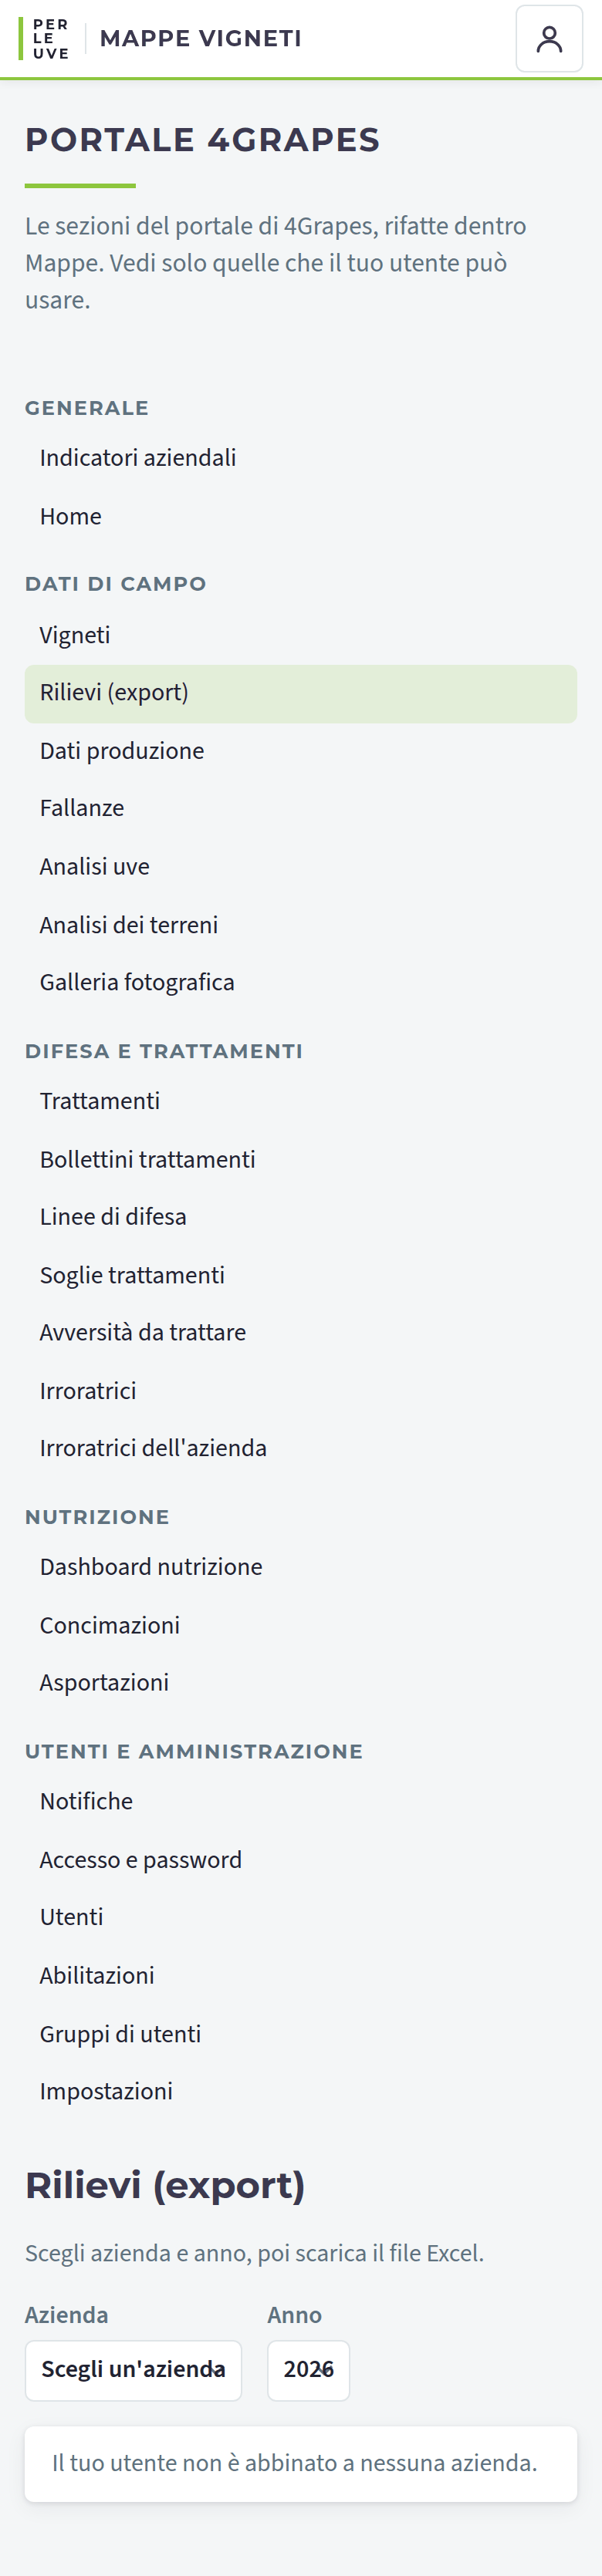 PER
LE
UVE
MAPPE VIGNETI
PORTALE 4GRAPES
Le sezioni del portale di 4Grapes, rifatte dentro
Mappe. Vedi solo quelle che il tuo utente può
usare.
GENERALE
Indicatori aziendali
Home
DATI DI CAMPO
Vigneti
Rilievi (export)
Dati produzione
Fallanze
Analisi uve
Analisi dei terreni
Galleria fotografica
DIFESA E TRATTAMENTI
Trattamenti
Bollettini trattamenti
Linee di difesa
Soglie trattamenti
Avversità da trattare
Irroratrici
Irroratrici dell'azienda
NUTRIZIONE
Dashboard nutrizione
Concimazioni
Asportazioni
UTENTI E AMMINISTRAZIONE
Notifiche
Accesso e password
Utenti
Abilitazioni
Gruppi di utenti
Impostazioni
Rilievi (export)
Scegli azienda e anno, poi scarica il file Excel.
Azienda Anno
Scegli un'azienda 2026
Il tuo utente non è abbinato a nessuna azienda.